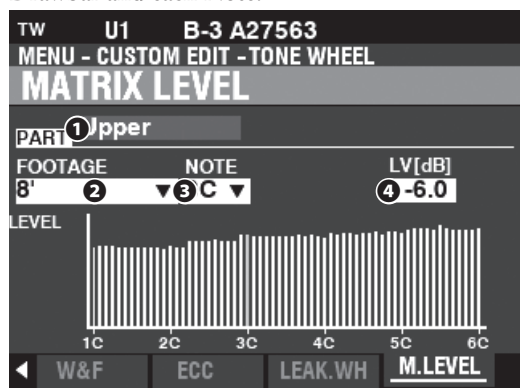 TW U1 B-3 A27563
MENU - CUSTOM EDIT - TONE WHEEL
MATRIX LEVEL
PART 1 Upper
FOOTAGE NOTE LV[dB]
8' 2 ▼ 3 C ▼ 4 -6.0
LEVEL
1C 2C 3C 4C 5C 6C
◀ W&F ECC LEAK.WH M.LEVEL